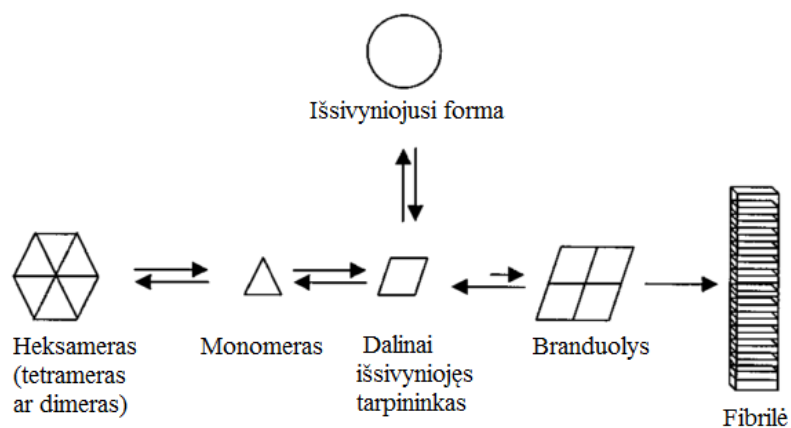 Išsivyniojusi forma
Heksameras
(tetrameras
ar dimeras)
Monomeras
Dalinai
išsivyniojęs
tarpininkas
Branduolys
Fibrilė